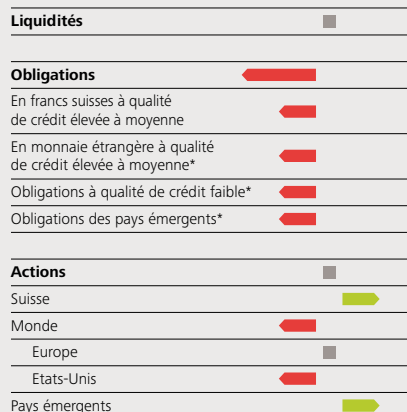 Liquidités
Obligations
En francs suisses à qualité
de crédit élevée à moyenne
En monnaie étrangère à qualité
de crédit élevée à moyenne*
Obligations à qualité de crédit faible*
Obligations des pays émergents*
Actions
Suisse
Monde
Europe
Etats-Unis
Pays émergents